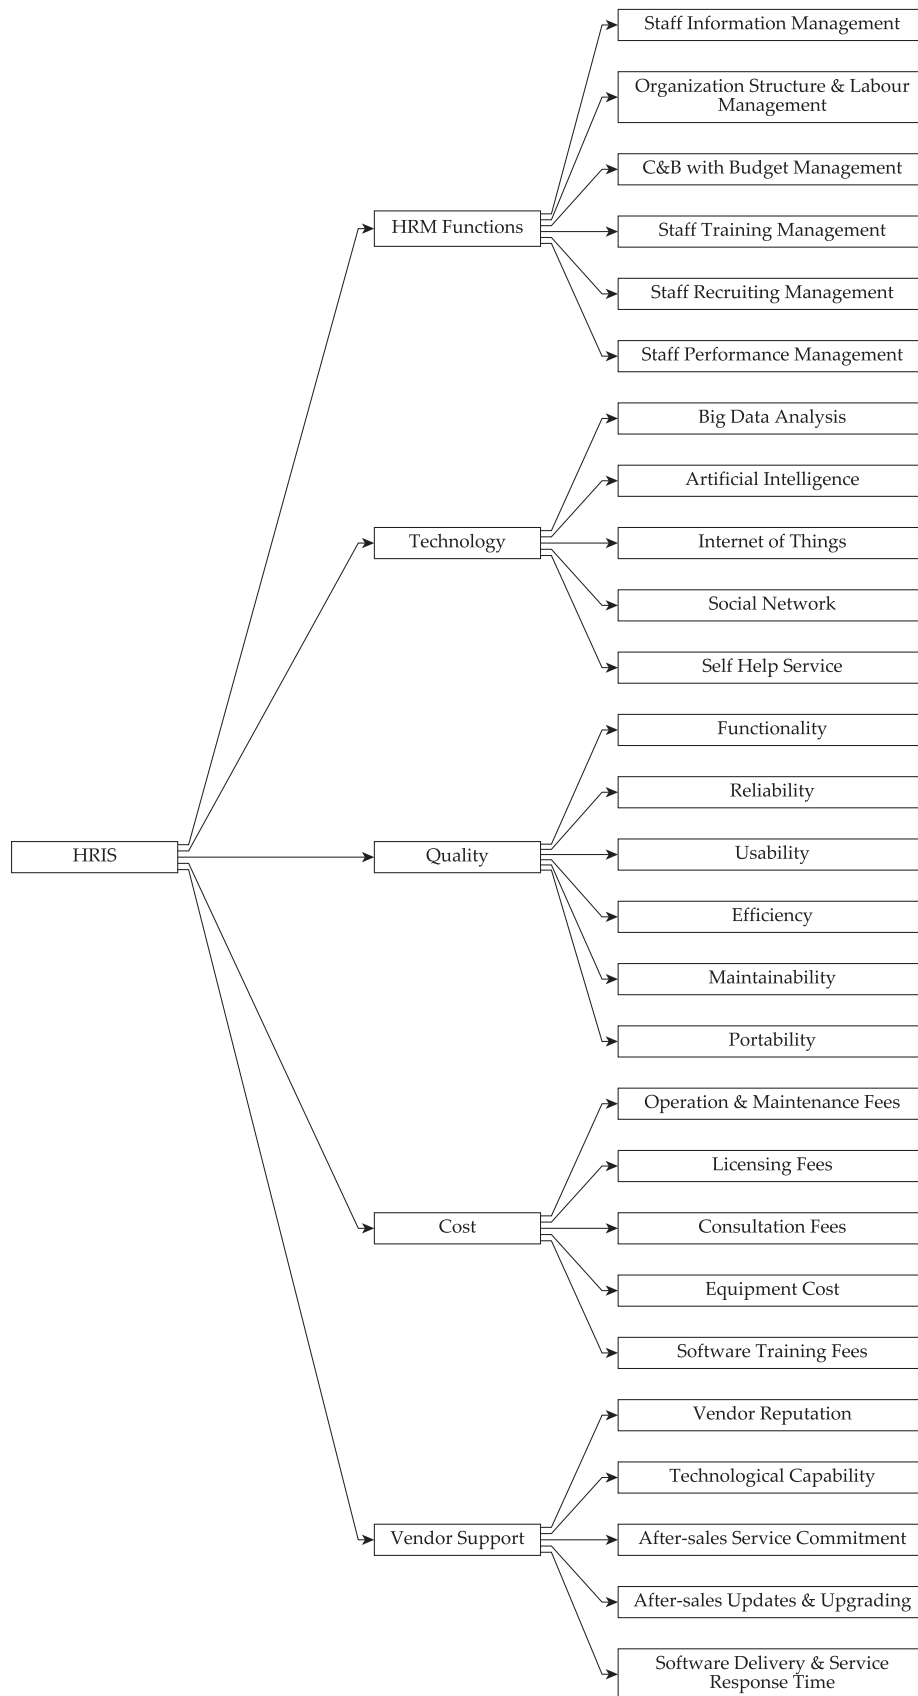 Staff Information Management
Organization Structure & Labour
Management
C&B with Budget Management
HRM Functions
Staff Training Management
Staff Recruiting Management
Staff Performance Management
Big Data Analysis
Artificial Intelligence
Technology
Internet of Things
Social Network
Self Help Service
Functionality
Reliability
HRIS
Quality
Usability
Efficiency
Maintainability
Portability
Operation & Maintenance Fees
Licensing Fees
Cost
Consultation Fees
Equipment Cost
Software Training Fees
Vendor Reputation
Technological Capability
Vendor Support
After-sales Service Commitment
After-sales Updates & Upgrading
Software Delivery & Service
Response Time